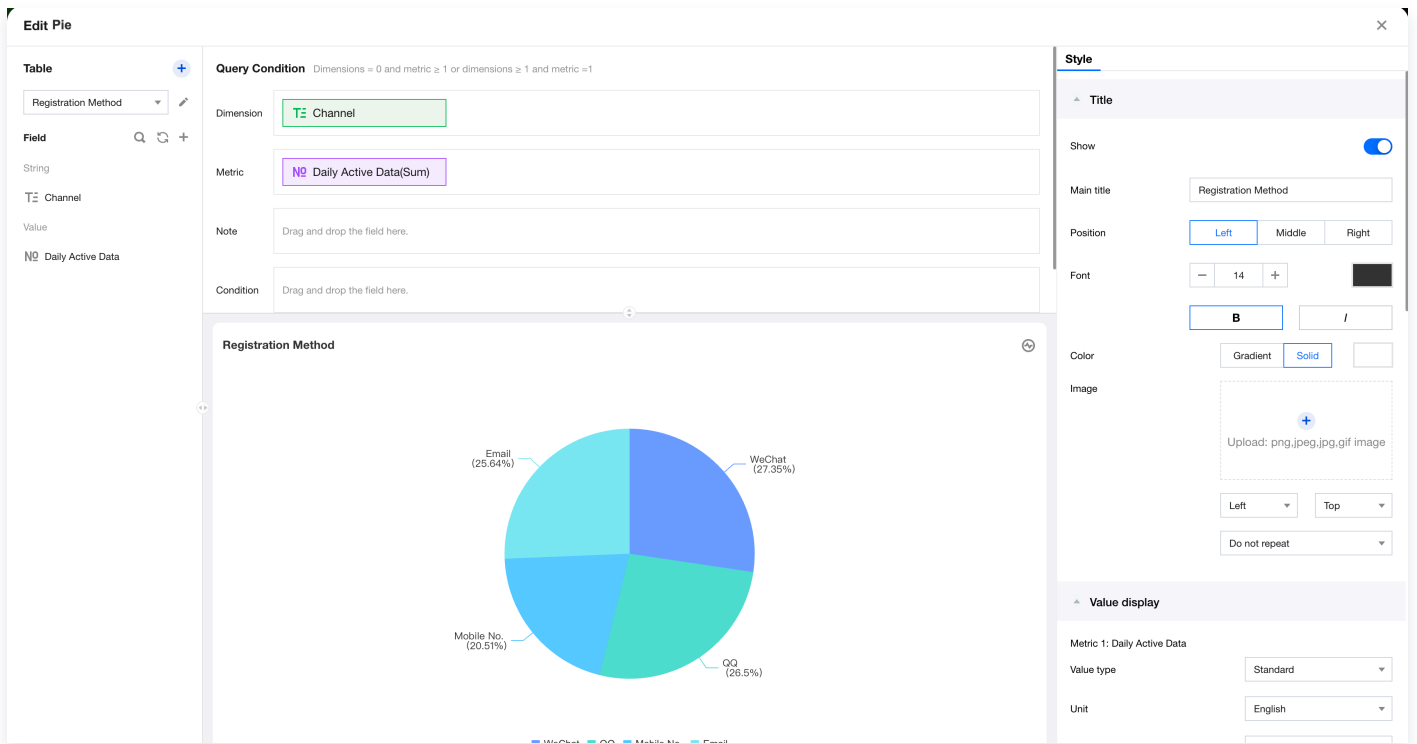 Edit Pie
Table
Registration Method
Field
String
Channel
Value
Daily Active Data
Query Condition Dimensions = 0 and metric ≥ 1 or dimensions ≥ 1 and metric =1
Dimension Channel
Metric Daily Active Data(Sum)
Note Drag and drop the field here.
Condition Drag and drop the field here.
Registration Method
Email
(25.64%)
WeChat
(27.35%)
Mobile No.
(20.51%)
QQ
(26.5%)
WeChat QQ Mobile No. Email
Style
Title
Show
Main title Registration Method
Position Left Middle Right
Font − 14 +
B I
Color Gradient Solid
Image
Upload: png,jpeg,jpg,gif image
Left Top
Do not repeat
Value display
Metric 1: Daily Active Data
Value type Standard
Unit English